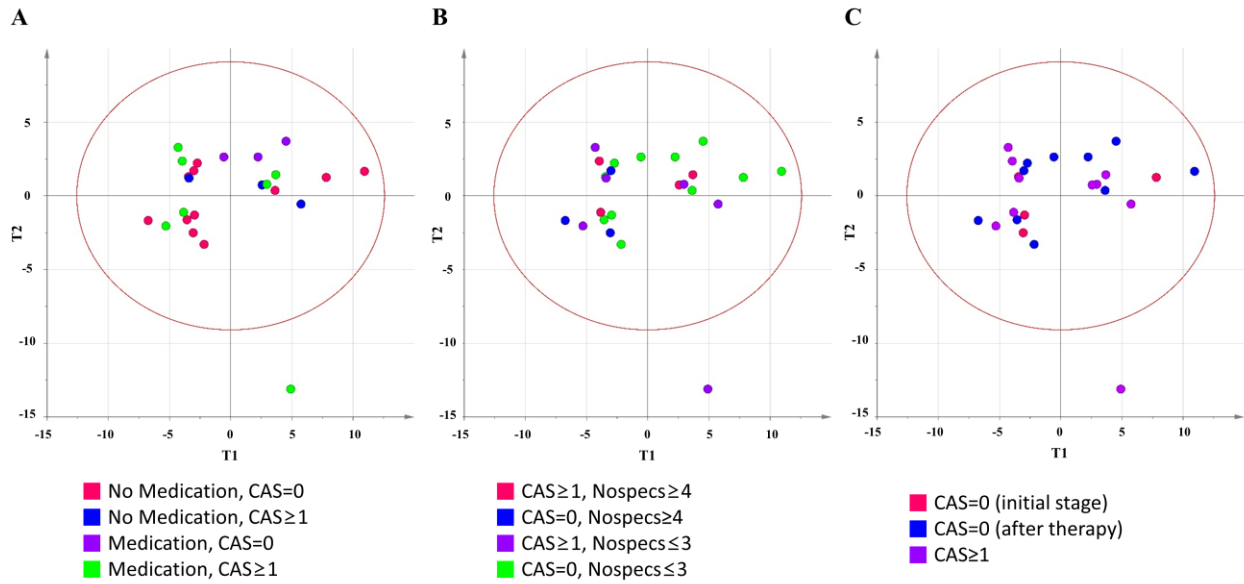 A
B
C
5
0
-5
-10
-15
T2
-15
-10
-5
0
5
10
T1
5
0
-5
-10
-15
T2
-15
-10
-5
0
5
10
T1
5
0
-5
-10
-15
T2
-15
-10
-5
0
5
10
T1
No Medication, CAS=0
No Medication, CAS≥1
Medication, CAS=0
Medication, CAS≥1
CAS≥1, Nospecs≥4
CAS=0, Nospecs≥4
CAS≥1, Nospecs≤3
CAS=0, Nospecs≤3
CAS=0 (initial stage)
CAS=0 (after therapy)
CAS≥1